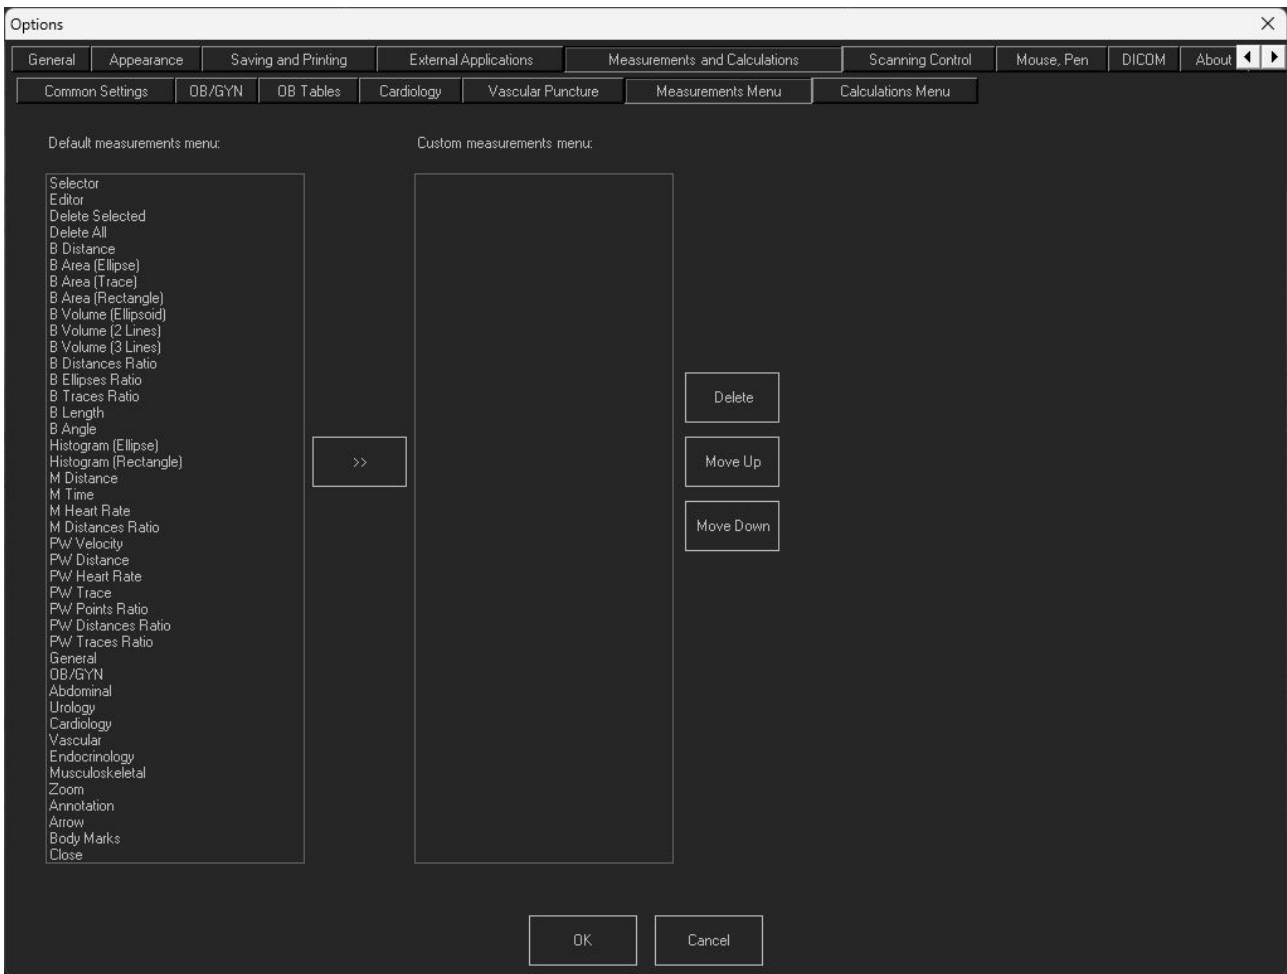 Options
General Appearance Saving and Printing External Applications Measurements and Calculations Scanning Control Mouse, Pen DICOM About
Common Settings OB/GYN OB Tables Cardiology Vascular Puncture Measurements Menu Calculations Menu
Default measurements menu:
Custom measurements menu:
Selector
Editor
Delete Selected
Delete All
B Distance
B Area (Ellipse)
B Area (Trace)
B Area (Rectangle)
B Volume (Ellipsoid)
B Volume (2 Lines)
B Volume (3 Lines)
B Distances Ratio
B Ellipses Ratio
B Traces Ratio
B Length
B Angle
Histogram (Ellipse)
Histogram (Rectangle)
M Distance
M Time
M Heart Rate
M Distances Ratio
PW Velocity
PW Distance
PW Heart Rate
PW Trace
PW Points Ratio
PW Distances Ratio
PW Traces Ratio
General
OB/GYN
Abdominal
Urology
Cardiology
Vascular
Endocrinology
Musculoskeletal
Zoom
Annotation
Arrow
Body Marks
Close
>>
Delete
Move Up
Move Down
OK
Cancel